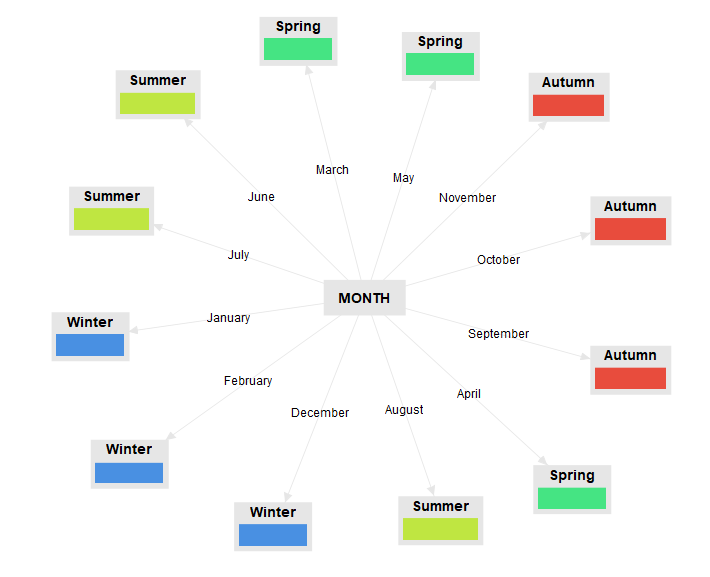 Spring
Spring
Summer
Autumn
March
May
June
November
Summer
Autumn
July
October
MONTH
Winter
January
September
Autumn
February
April
December
August
Winter
Spring
Winter
Summer